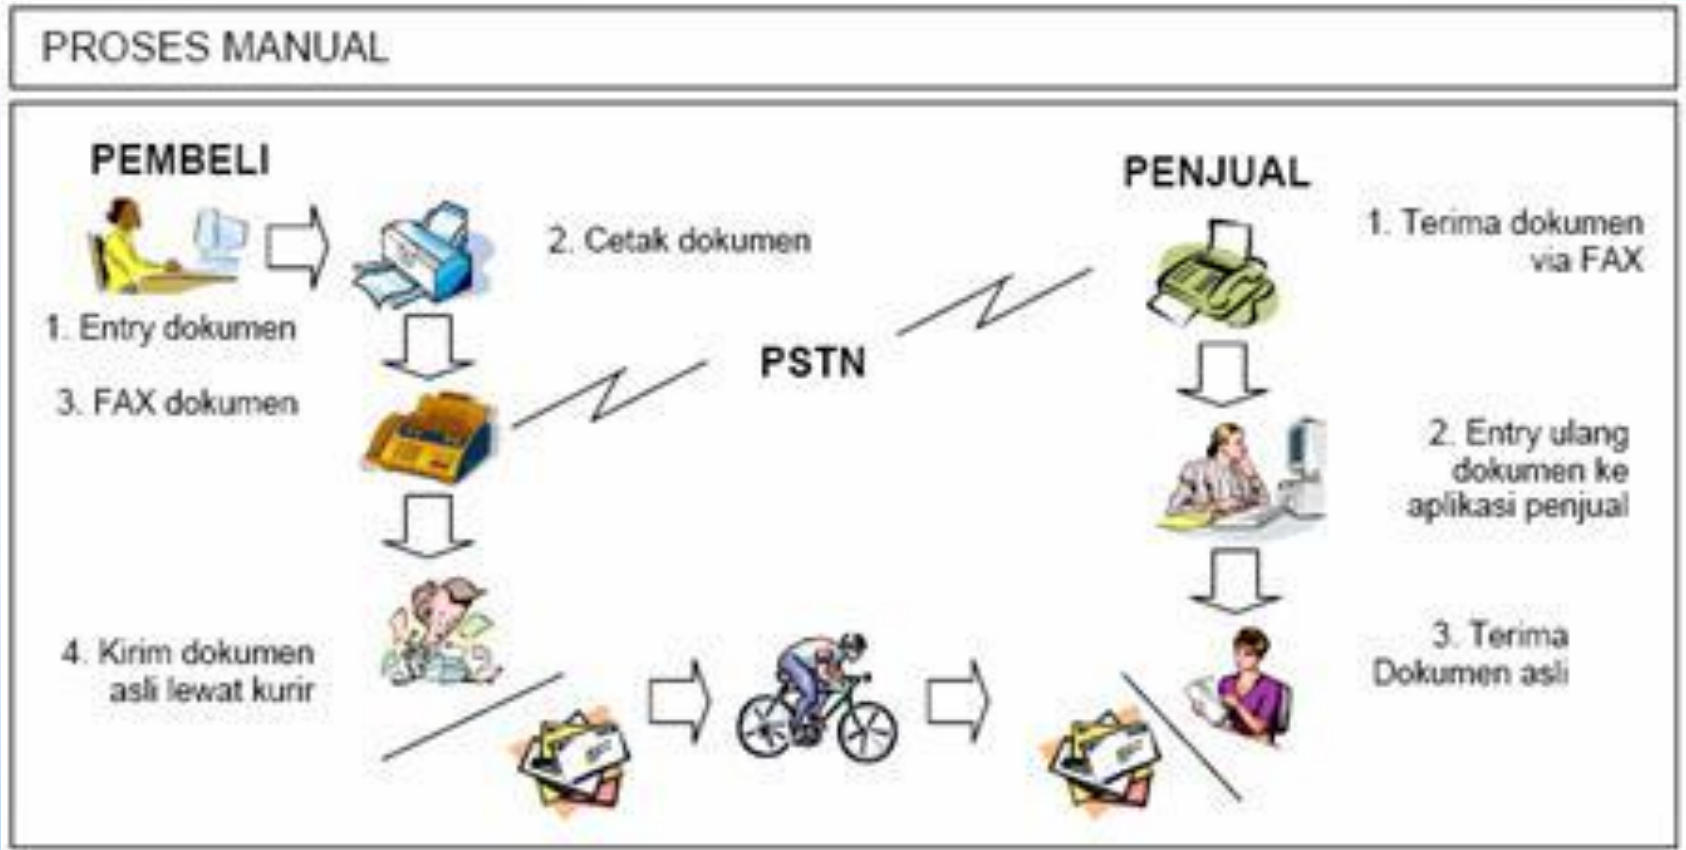 PROSES MANUAL
PEMBELI
1. Entry dokumen
2. Cetak dokumen
3. FAX dokumen
4. Kirim dokumen
asli lewat kurir
PSTN
PENJUAL
1. Terima dokumen
via FAX
2. Entry ulang
dokumen ke
aplikasi penjual
3. Terima
Dokumen asli